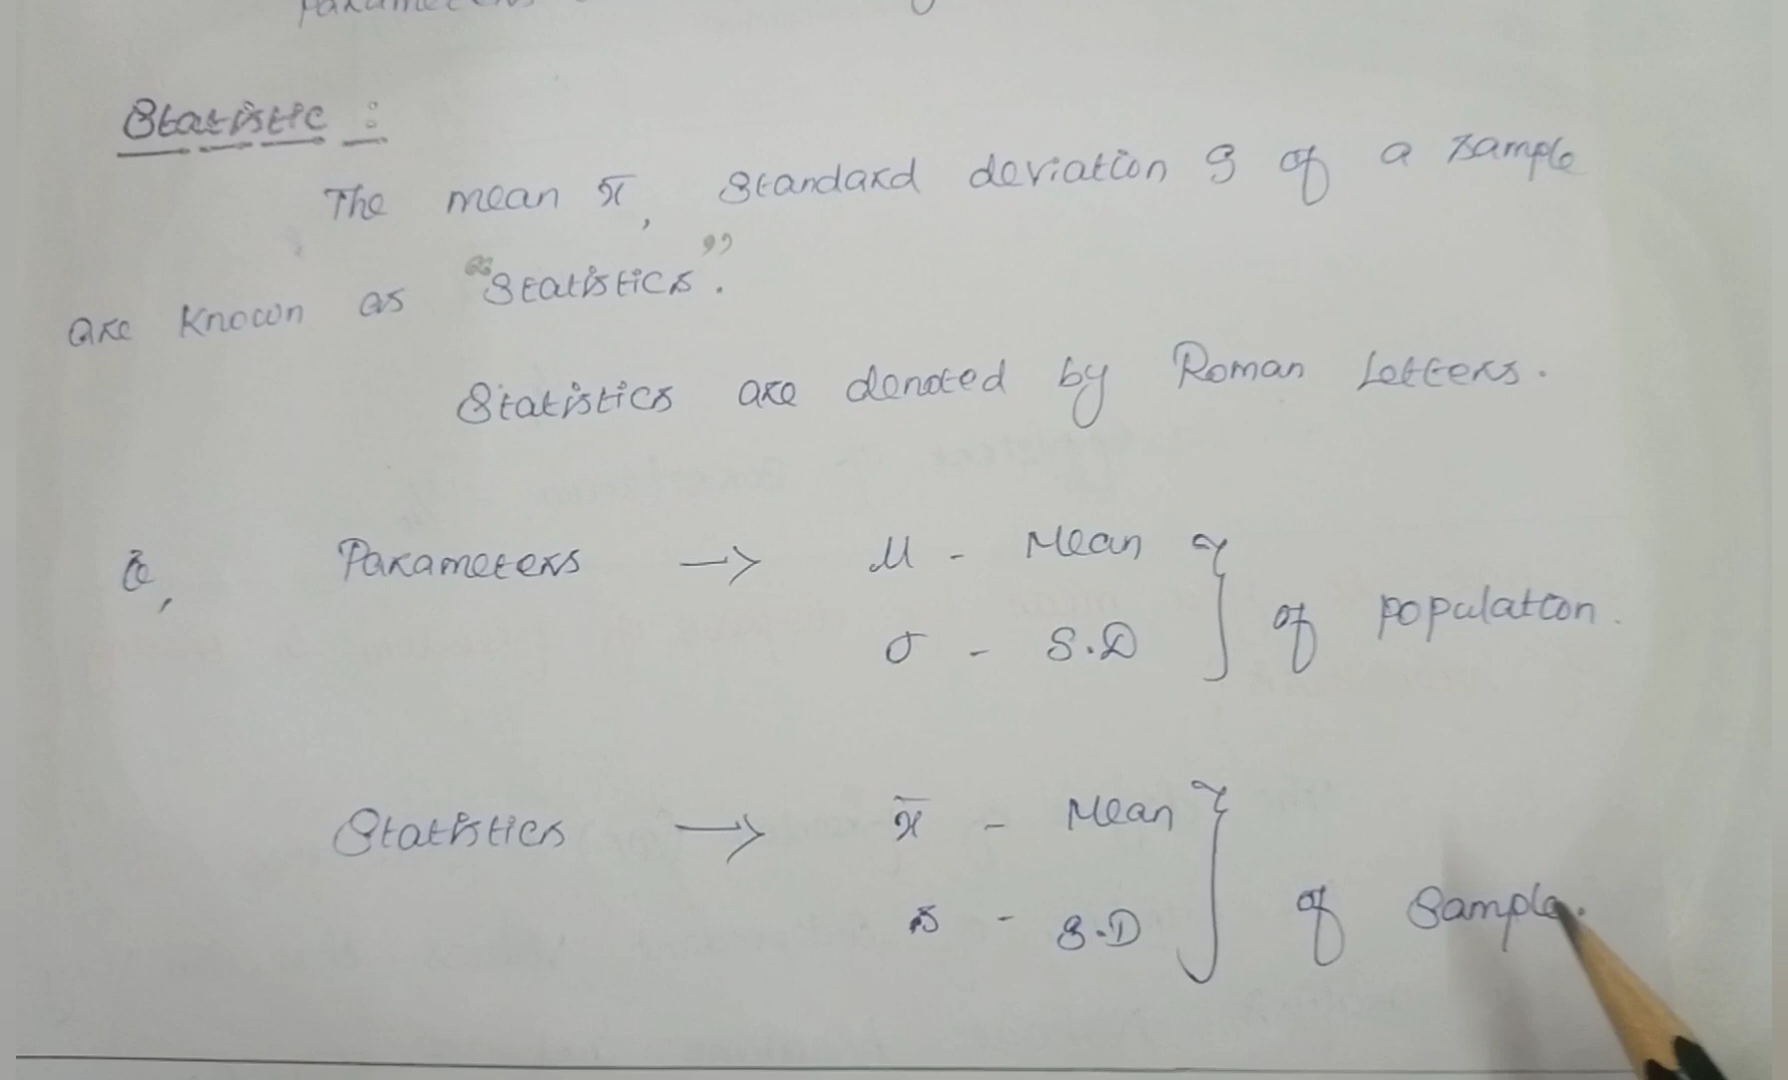 Statistic :
The mean x̄, Standard deviation S of a sample
are known as "Statistics".
Statistics are denoted by Roman Letters.
ie, Parameters → μ - Mean } of population.
σ - S.D
Statistics → x̄ - Mean } of Sample.
s - S.D